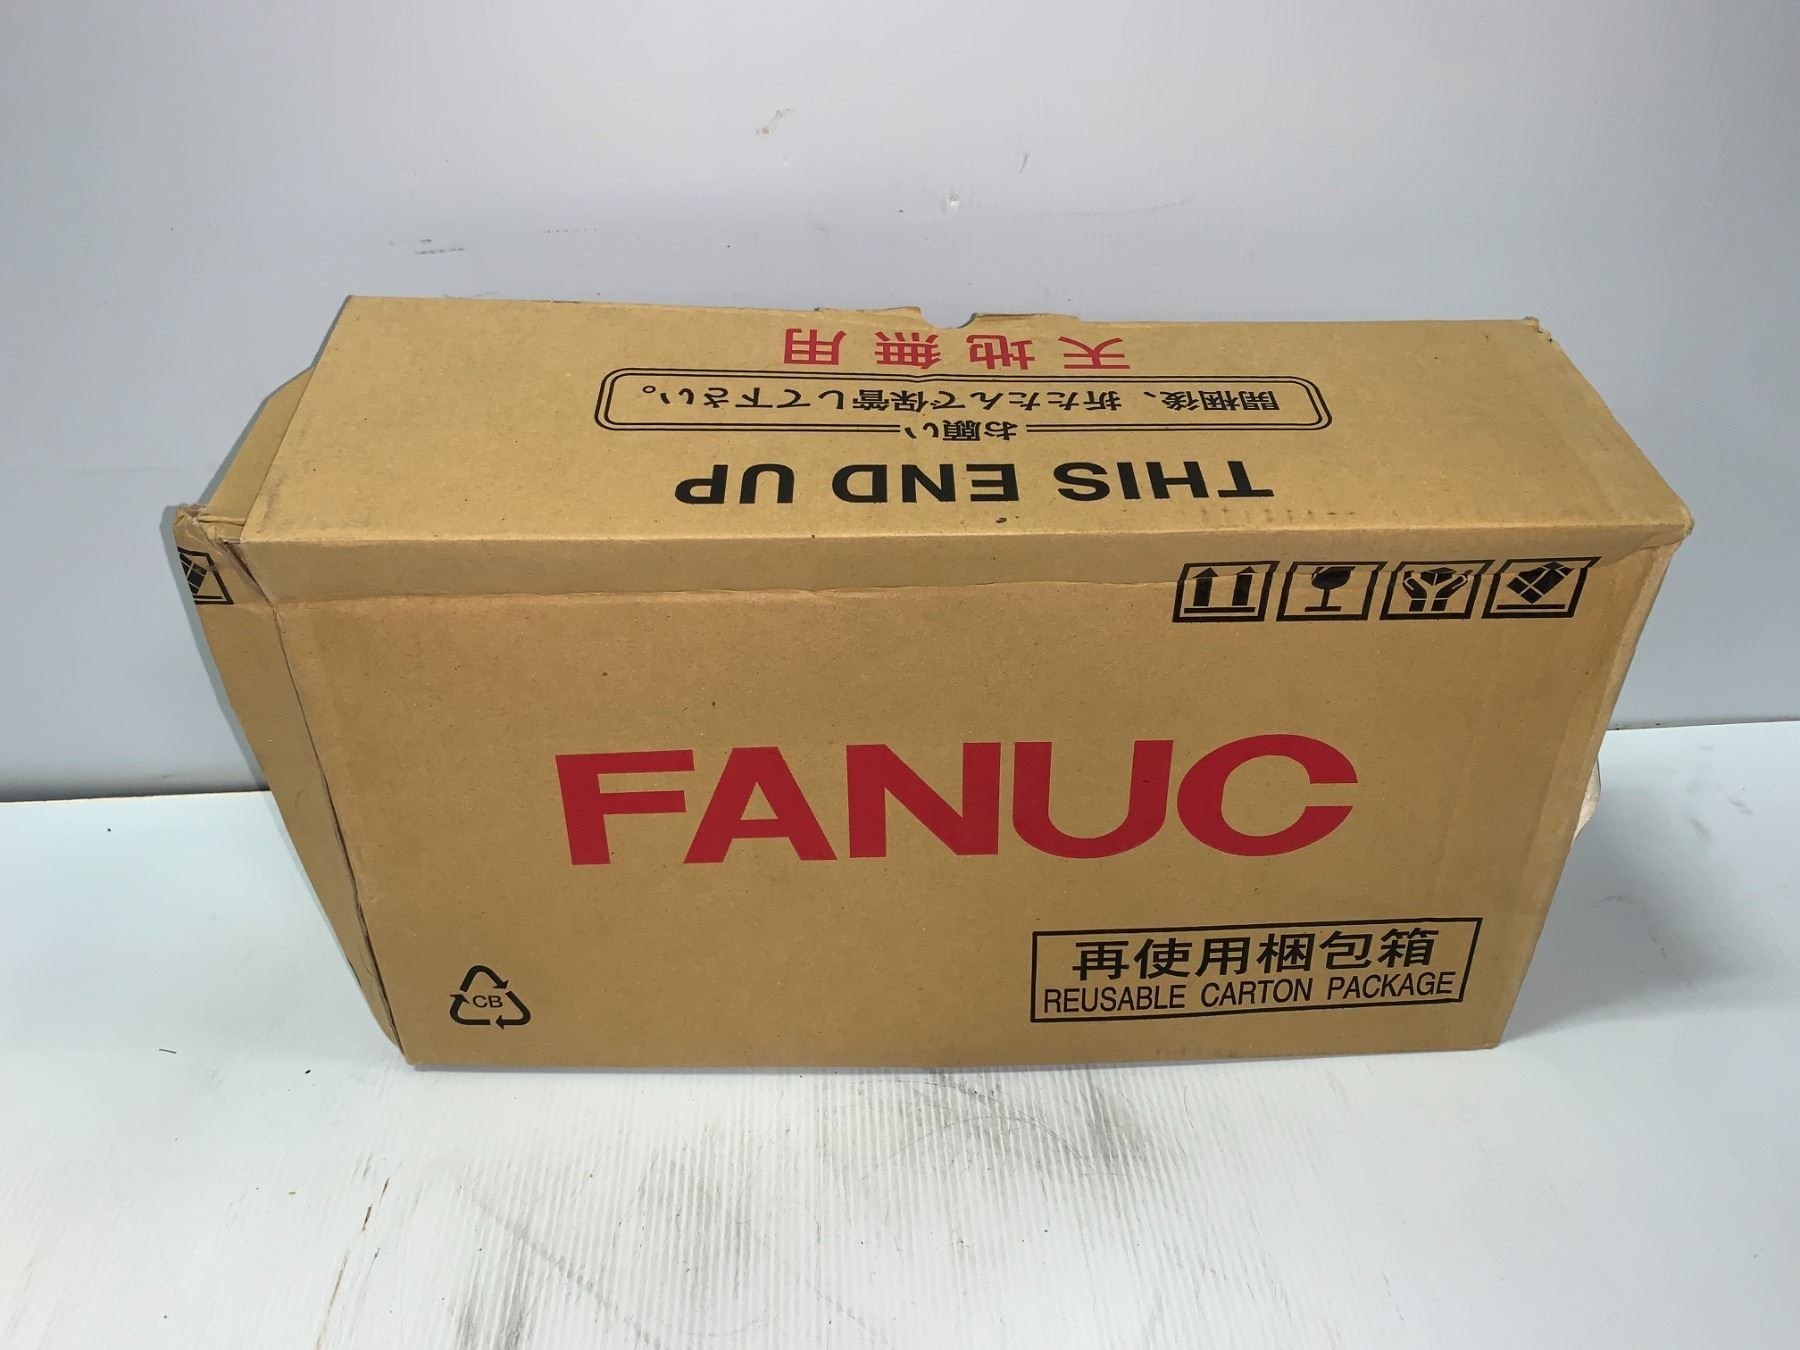 天地無用
開梱後、折たたんで保管して下さい。
お願い
THIS END UP
FANUC
再使用梱包箱
REUSABLE CARTON PACKAGE
CB